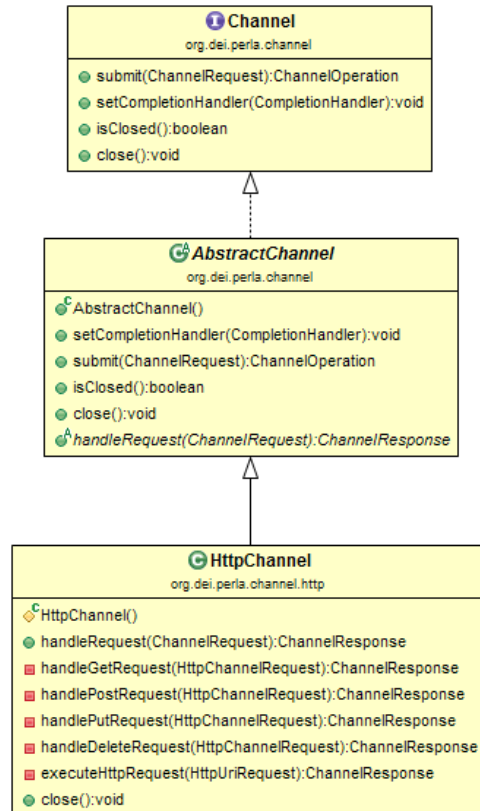 Channel
org.dei.perla.channel
submit(ChannelRequest):ChannelOperation
setCompletionHandler(CompletionHandler):void
isClosed():boolean
close():void
AbstractChannel
org.dei.perla.channel
AbstractChannel()
setCompletionHandler(CompletionHandler):void
submit(ChannelRequest):ChannelOperation
isClosed():boolean
close():void
handleRequest(ChannelRequest):ChannelResponse
HttpChannel
org.dei.perla.channel.http
HttpChannel()
handleRequest(ChannelRequest):ChannelResponse
handleGetRequest(HttpChannelRequest):ChannelResponse
handlePostRequest(HttpChannelRequest):ChannelResponse
handlePutRequest(HttpChannelRequest):ChannelResponse
handleDeleteRequest(HttpChannelRequest):ChannelResponse
executeHttpRequest(HttpUriRequest):ChannelResponse
close():void